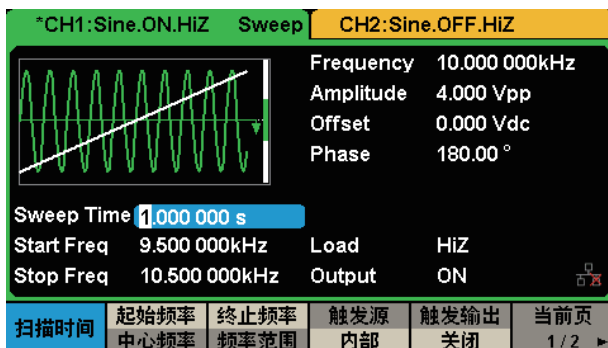 *CH1:Sine.ON.HiZ Sweep CH2:Sine.OFF.HiZ
Frequency 10.000 000kHz
Amplitude 4.000 Vpp
Offset 0.000 Vdc
Phase 180.00 °
Sweep Time 1.000 000 s
Start Freq 9.500 000kHz Load HiZ
Stop Freq 10.500 000kHz Output ON
扫描时间 起始频率 终止频率 触发源 触发输出 当前页
中心频率 频率范围 内部 关闭 1/2 ►